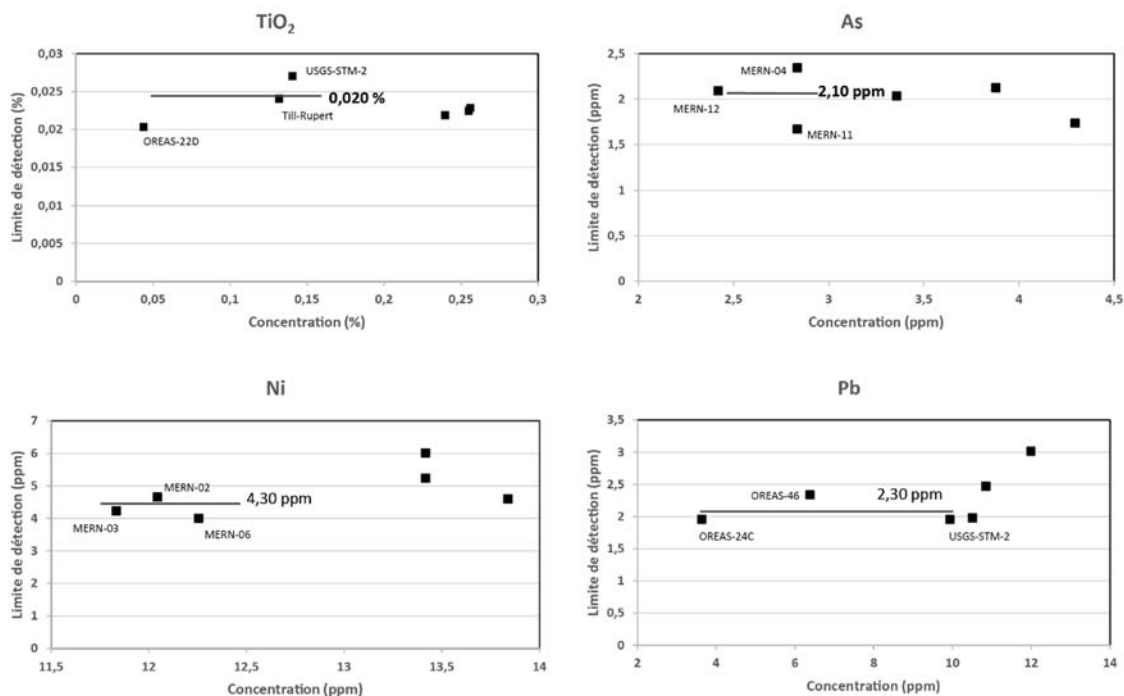 TiO2
Limite de détection (%)
0,03
0,025
0,02
0,015
0,01
0,005
0
USGS-STM-2
0,020 %
Till-Rupert
OREAS-22D
0 0,05 0,1 0,15 0,2 0,25 0,3
Concentration (%)
As
Limite de détection (ppm)
2,5
2
1,5
1
0,5
0
MERN-04
2,10 ppm
MERN-12
MERN-11
2 2,5 3 3,5 4 4,5
Concentration (ppm)
Ni
Limite de détection (ppm)
7
6
5
4
3
2
1
0
MERN-02
4,30 ppm
MERN-03
MERN-06
11,5 12 12,5 13 13,5 14
Concentration (ppm)
Pb
Limite de détection (ppm)
3,5
3
2,5
2
1,5
1
0,5
0
OREAS-46
2,30 ppm
OREAS-24C
USGS-STM-2
2 4 6 8 10 12 14
Concentration (ppm)